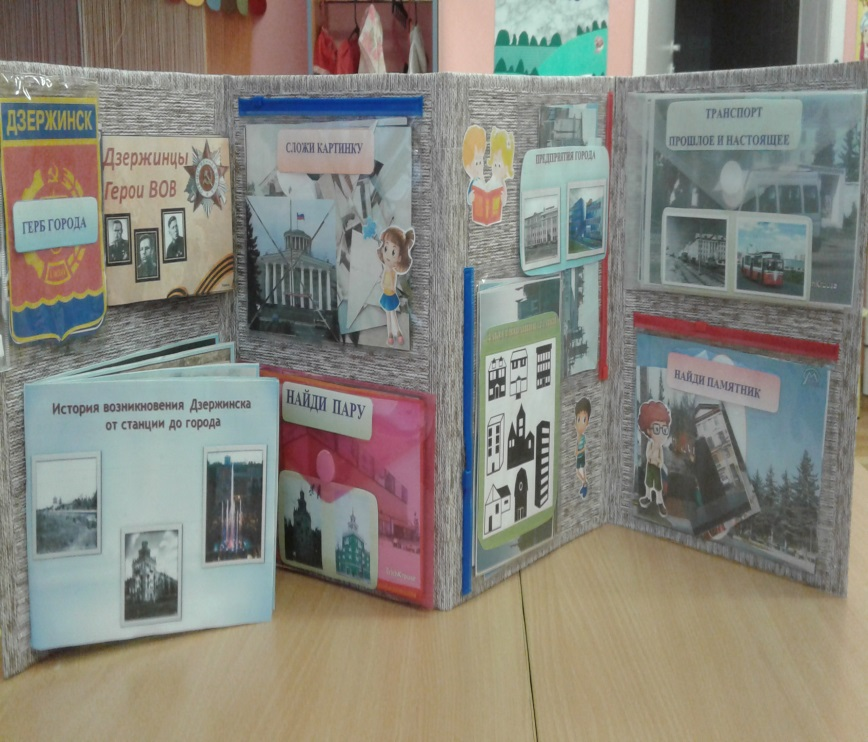 ДЗЕРЖИНСК
ГЕРБ ГОРОДА
Дзержинцы
Герои ВОВ
История возникновения Дзержинска
от станции до города
СЛОЖИ КАРТИНКУ
НАЙДИ ПАРУ
ПРЕДПРИЯТИЯ ГОРОДА
ТРАНСПОРТ
ПРОШЛОЕ И НАСТОЯЩЕЕ
НАЙДИ ПАМЯТНИК